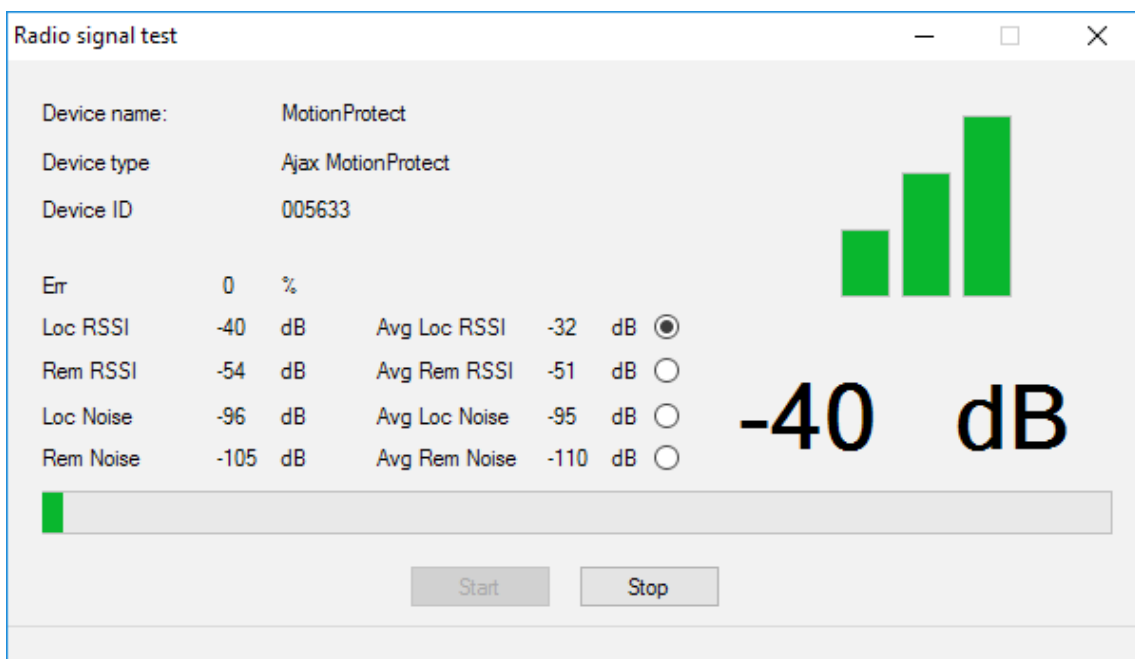 Radio signal test
Device name: MotionProtect
Device type Ajax MotionProtect
Device ID 005633
Err 0 %
Loc RSSI -40 dB Avg Loc RSSI -32 dB
Rem RSSI -54 dB Avg Rem RSSI -51 dB
Loc Noise -96 dB Avg Loc Noise -95 dB
Rem Noise -105 dB Avg Rem Noise -110 dB
-40 dB
Start Stop